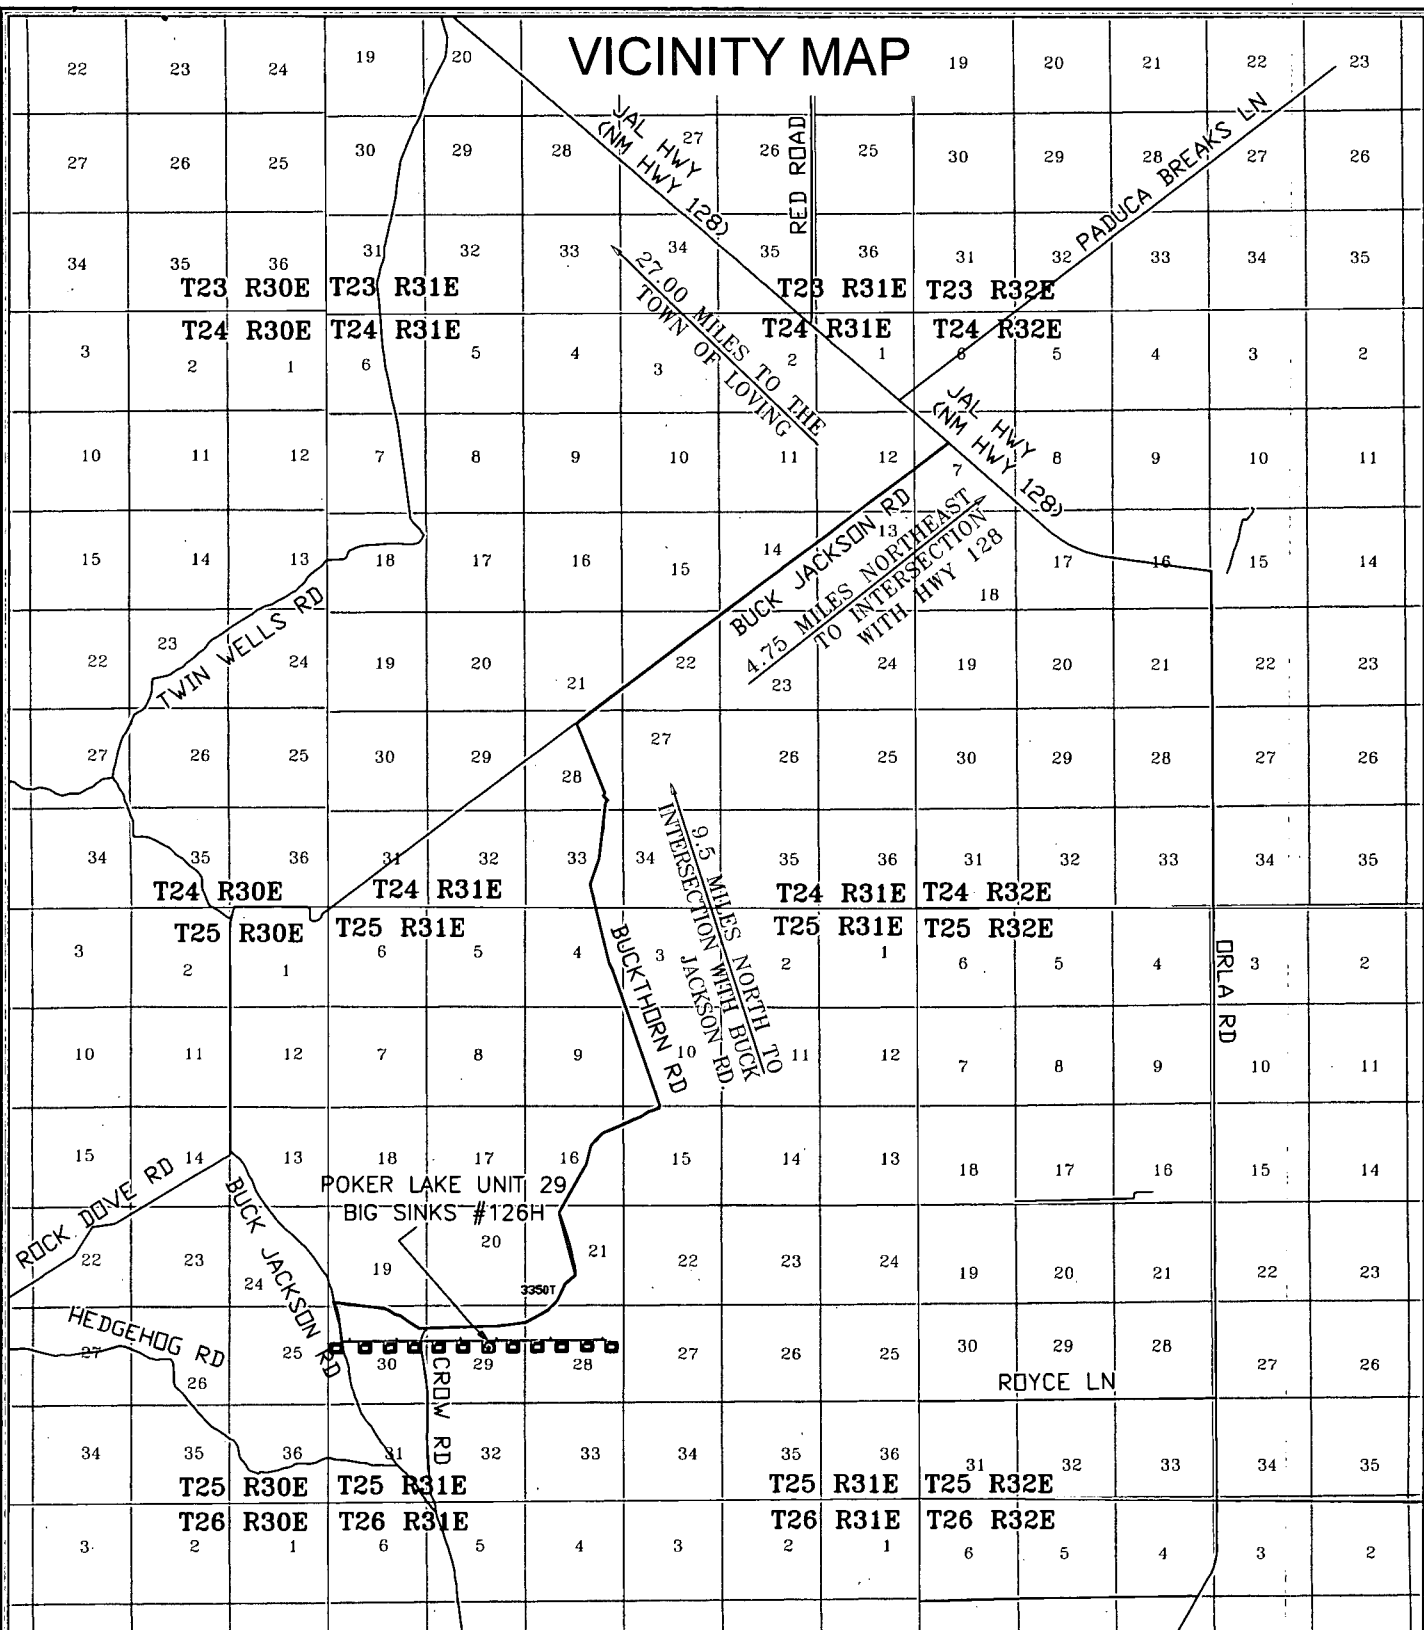 VICINITY MAP
22 23 24 19 20 19 20 21 22 23
JAL HWY
(NM HWY 128)
RED ROAD
PADUCA BREAKS LN
27 26 25 30 29 28 27 26 25 30 29 28 27 26
34 35 36 31 32 33 34 35 36 31 32 33 34 35
T23 R30E T23 R31E T23 R31E T23 R32E
27.00 MILES TO THE
TOWN OF LOVING
T24 R30E T24 R31E T24 R31E T24 R32E
3 2 1 6 5 4 3 2 1 6 5 4 3 2
JAL HWY
(NM HWY 128)
10 11 12 7 8 9 10 11 12 7 8 9 10 11
BUCK JACKSON RD
4.75 MILES NORTHEAST
TO INTERSECTION
WITH HWY 128
15 14 13 18 17 16 15 14 13 18 17 16 15 14
TWIN WELLS RD
22 23 24 19 20 21 22 23 24 19 20 21 22 23
27 26 25 30 29 28 27 26 25 30 29 28 27 26
9.5 MILES NORTH TO
INTERSECTION WITH BUCK
JACKSON RD.
34 35 36 31 32 33 34 35 36 31 32 33 34 35
T24 R30E T24 R31E T24 R31E T24 R32E
T25 R30E T25 R31E T25 R31E T25 R32E
3 2 1 6 5 4 3 2 1 6 5 4 3 2
BUCKTHORN RD
ORLA RD
10 11 12 7 8 9 10 11 12 7 8 9 10 11
15 14 13 18 17 16 15 14 13 18 17 16 15 14
ROCK DOVE RD
BUCK JACKSON RD
POKER LAKE UNIT 29
BIG SINKS #126H
22 23 24 19 20 21 22 23 24 19 20 21 22 23
3350T
HEDGEHOG RD
27 26 25 30 29 28 27 26 25 30 29 28 27 26
CROW RD
ROYCE LN
34 35 36 31 32 33 34 35 36 31 32 33 34 35
T25 R30E T25 R31E T25 R31E T25 R32E
T26 R30E T26 R31E T26 R31E T26 R32E
3 2 1 6 5 4 3 2 1 6 5 4 3 2